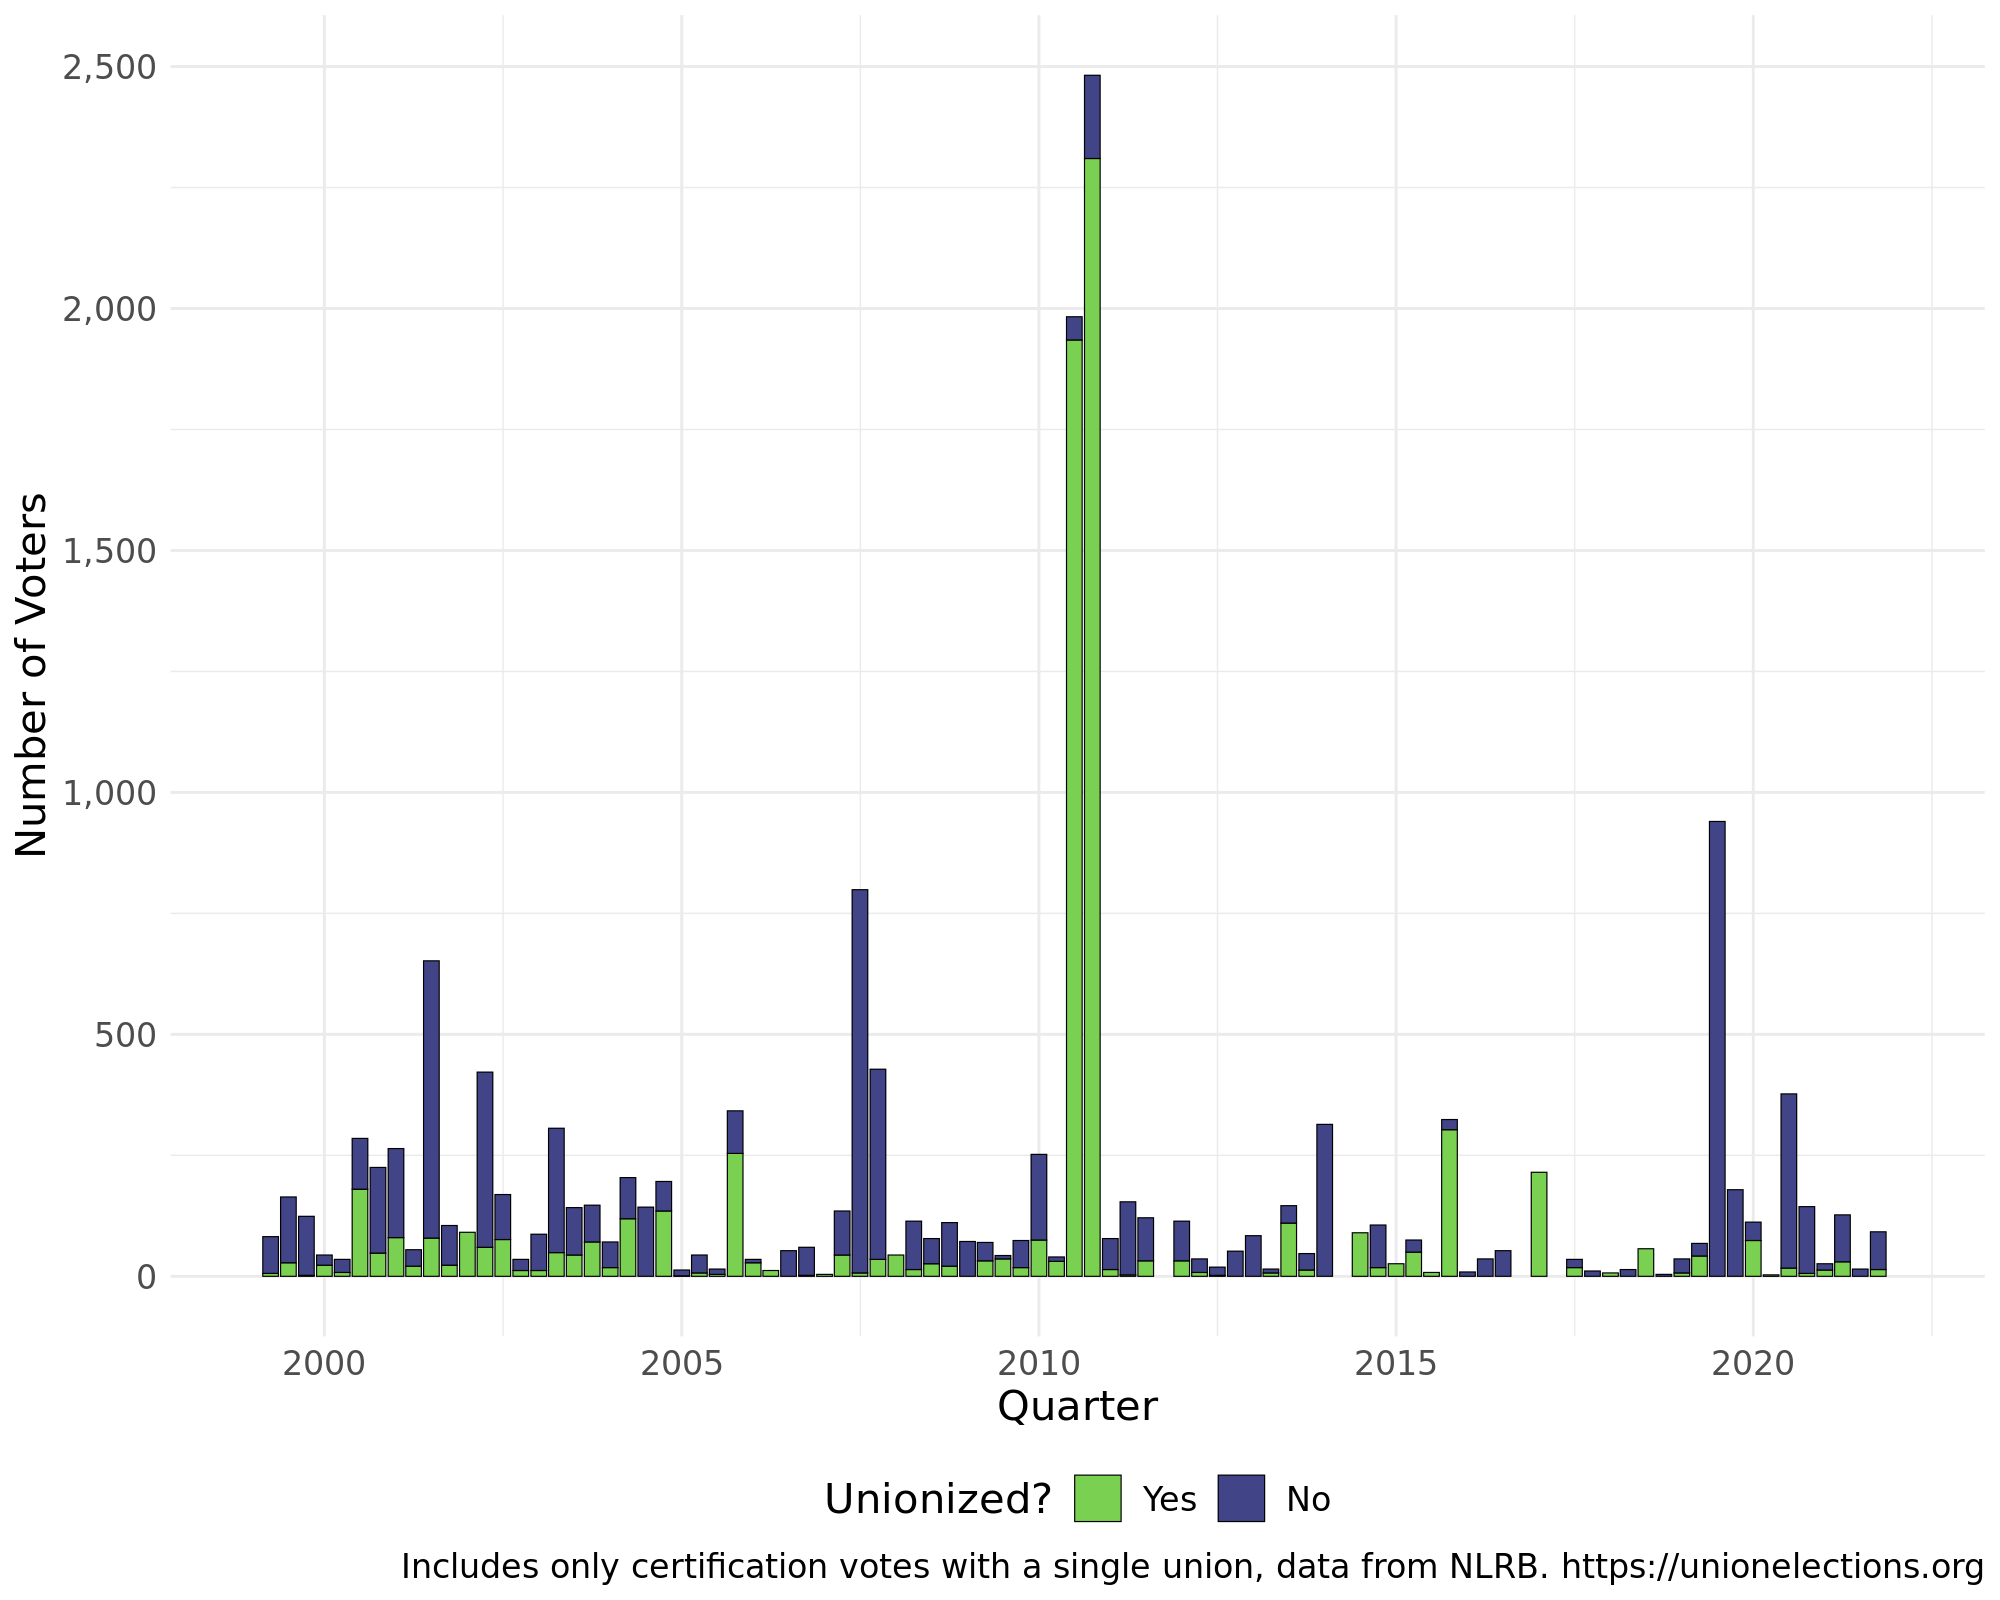 2,500
2,000
1,500
1,000
500
0
Number of Voters
2000 2005 2010 2015 2020
Quarter
Unionized? Yes No
Includes only certification votes with a single union, data from NLRB. https://unionelections.org